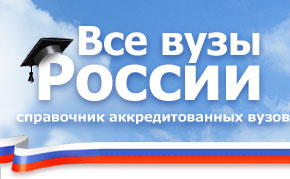 Все вузы
России
справочник аккредитованных вузов